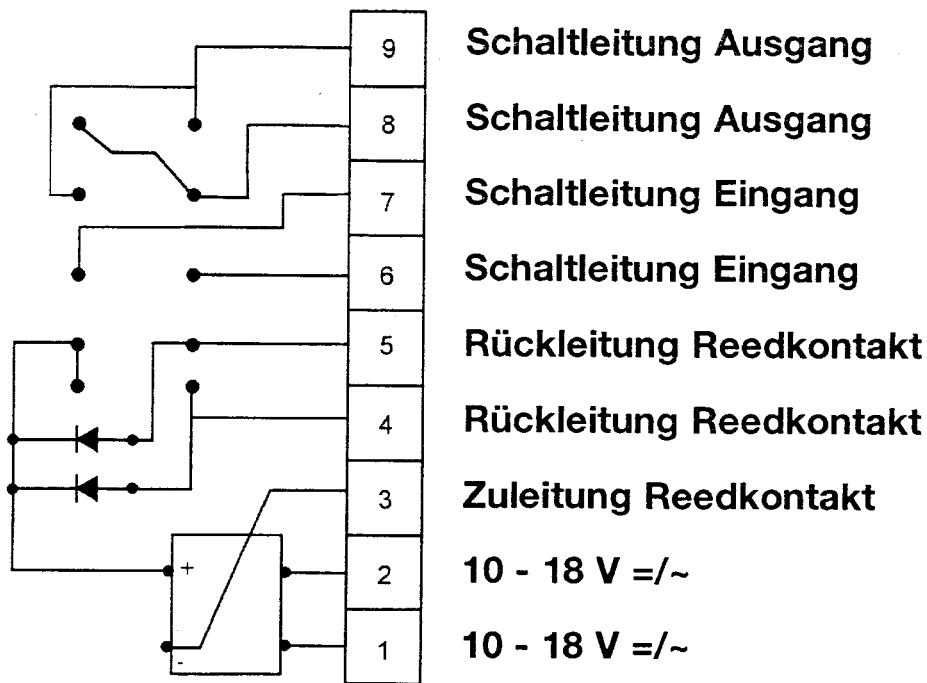 9 Schaltleitung Ausgang
8 Schaltleitung Ausgang
7 Schaltleitung Eingang
6 Schaltleitung Eingang
5 Rückleitung Reedkontakt
4 Rückleitung Reedkontakt
3 Zuleitung Reedkontakt
+ 2 10 - 18 V =/~
- 1 10 - 18 V =/~